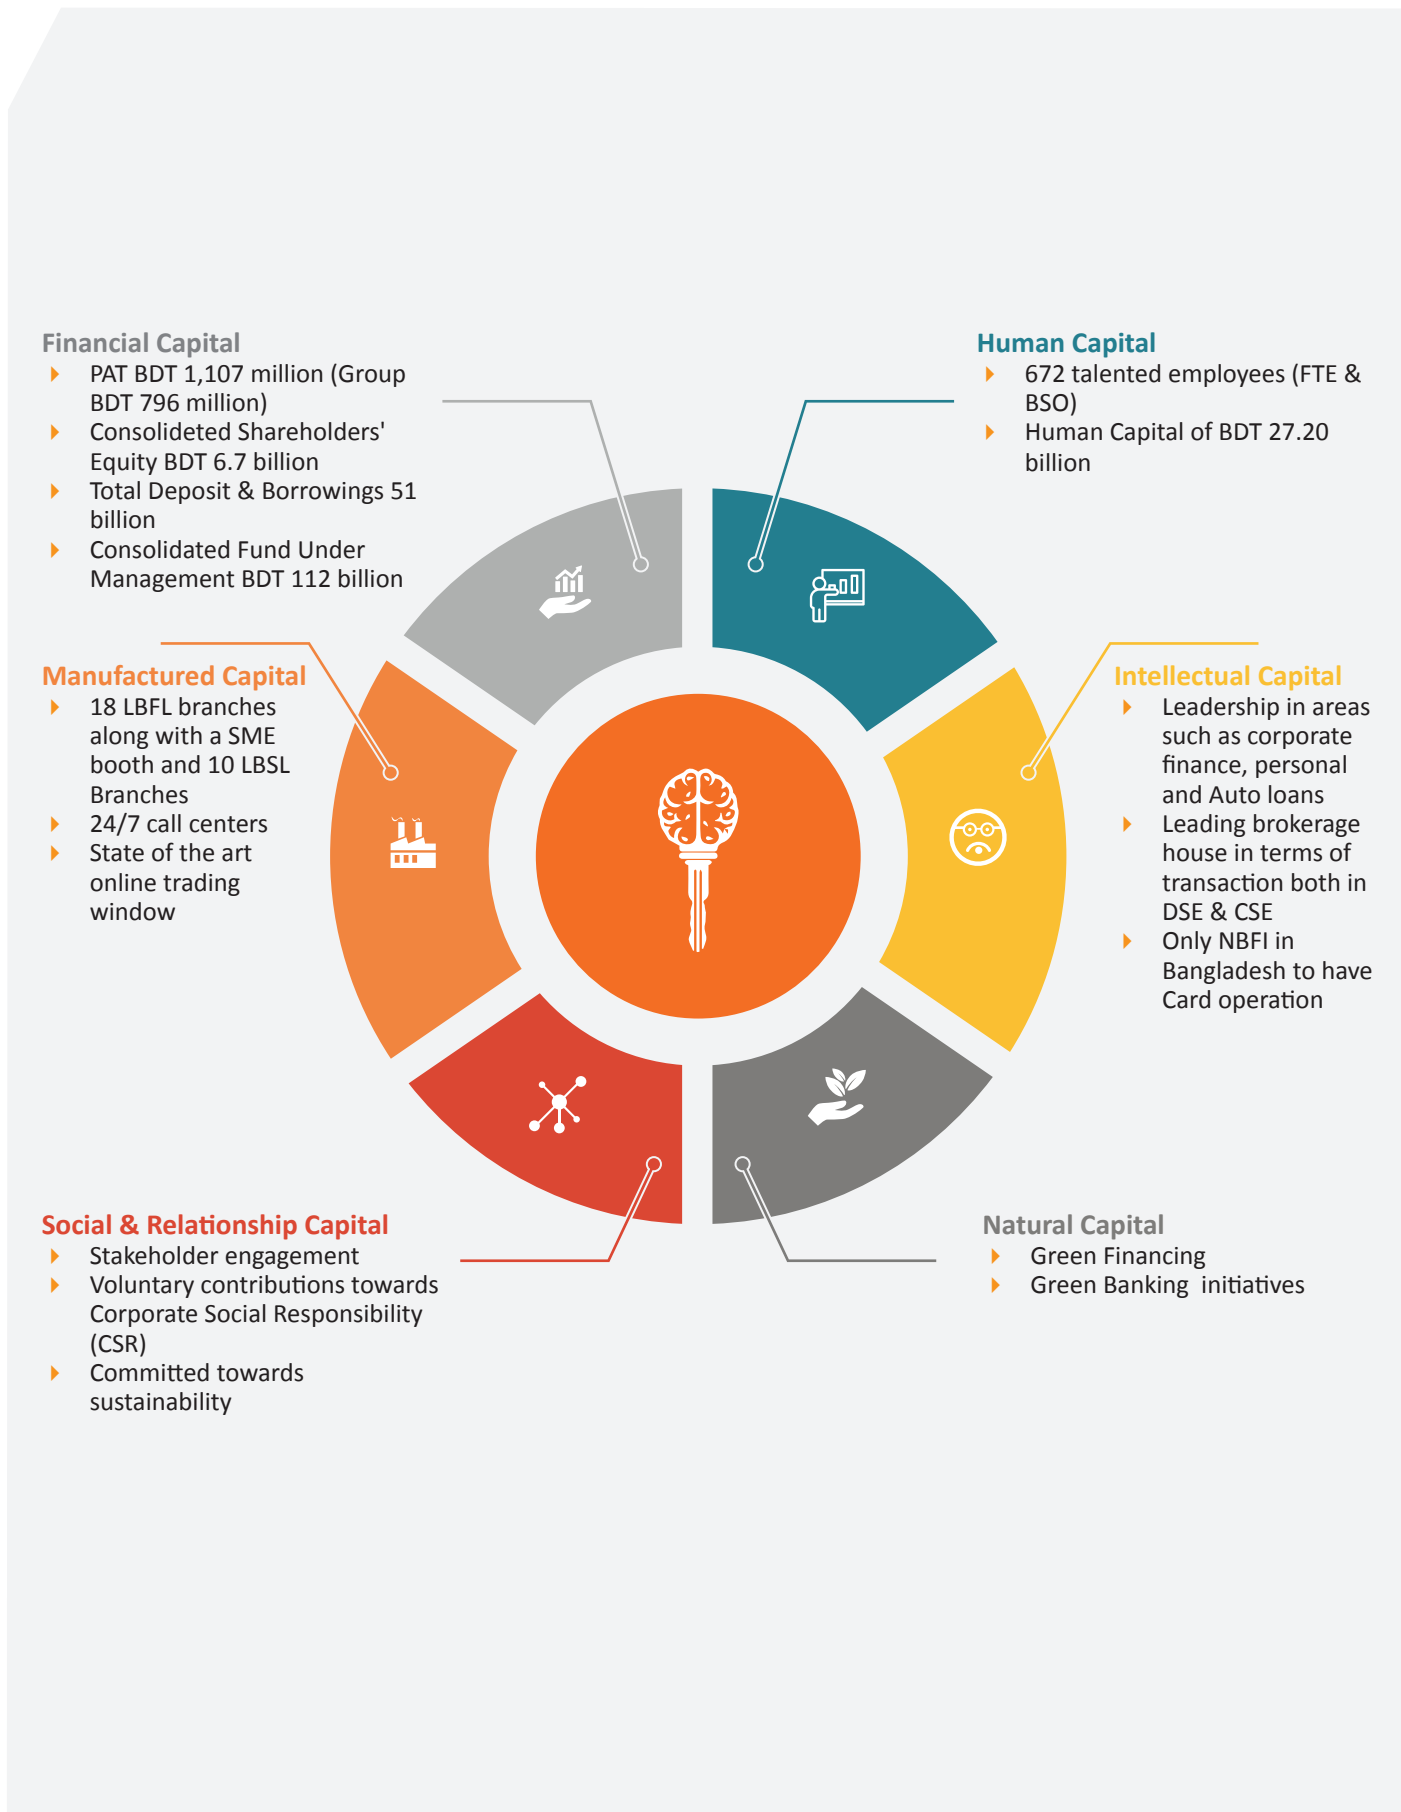 Financial Capital
PAT BDT 1,107 million (Group
BDT 796 million)
Consolideted Shareholders'
Equity BDT 6.7 billion
Total Deposit & Borrowings 51
billion
Consolidated Fund Under
Management BDT 112 billion
Human Capital
672 talented employees (FTE &
BSO)
Human Capital of BDT 27.20
billion
Manufactured Capital
18 LBFL branches
along with a SME
booth and 10 LBSL
Branches
24/7 call centers
State of the art
online trading
window
Intellectual Capital
Leadership in areas
such as corporate
finance, personal
and Auto loans
Leading brokerage
house in terms of
transaction both in
DSE & CSE
Only NBFI in
Bangladesh to have
Card operation
Social & Relationship Capital
Stakeholder engagement
Voluntary contributions towards
Corporate Social Responsibility
(CSR)
Committed towards
sustainability
Natural Capital
Green Financing
Green Banking initiatives